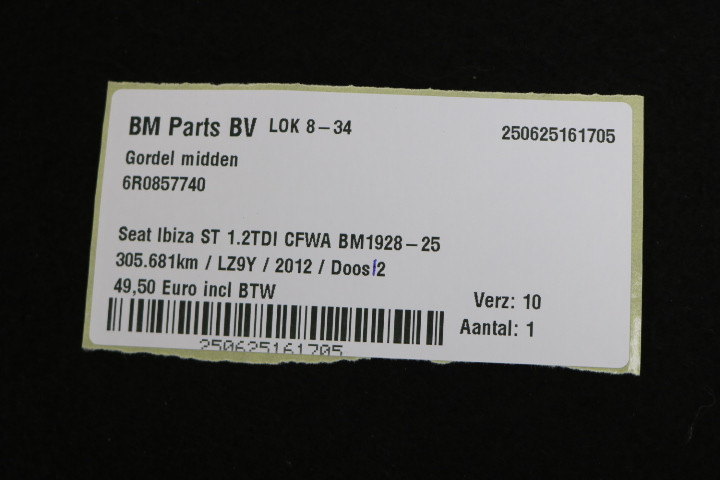 BM Parts BV LOK 8-34 250625161705
Gordel midden
6R0857740
Seat Ibiza ST 1.2TDI CFWA BM1928-25
305.681km / LZ9Y / 2012 / Doos 2
49,50 Euro incl BTW
Verz: 10
Aantal: 1
250625161705